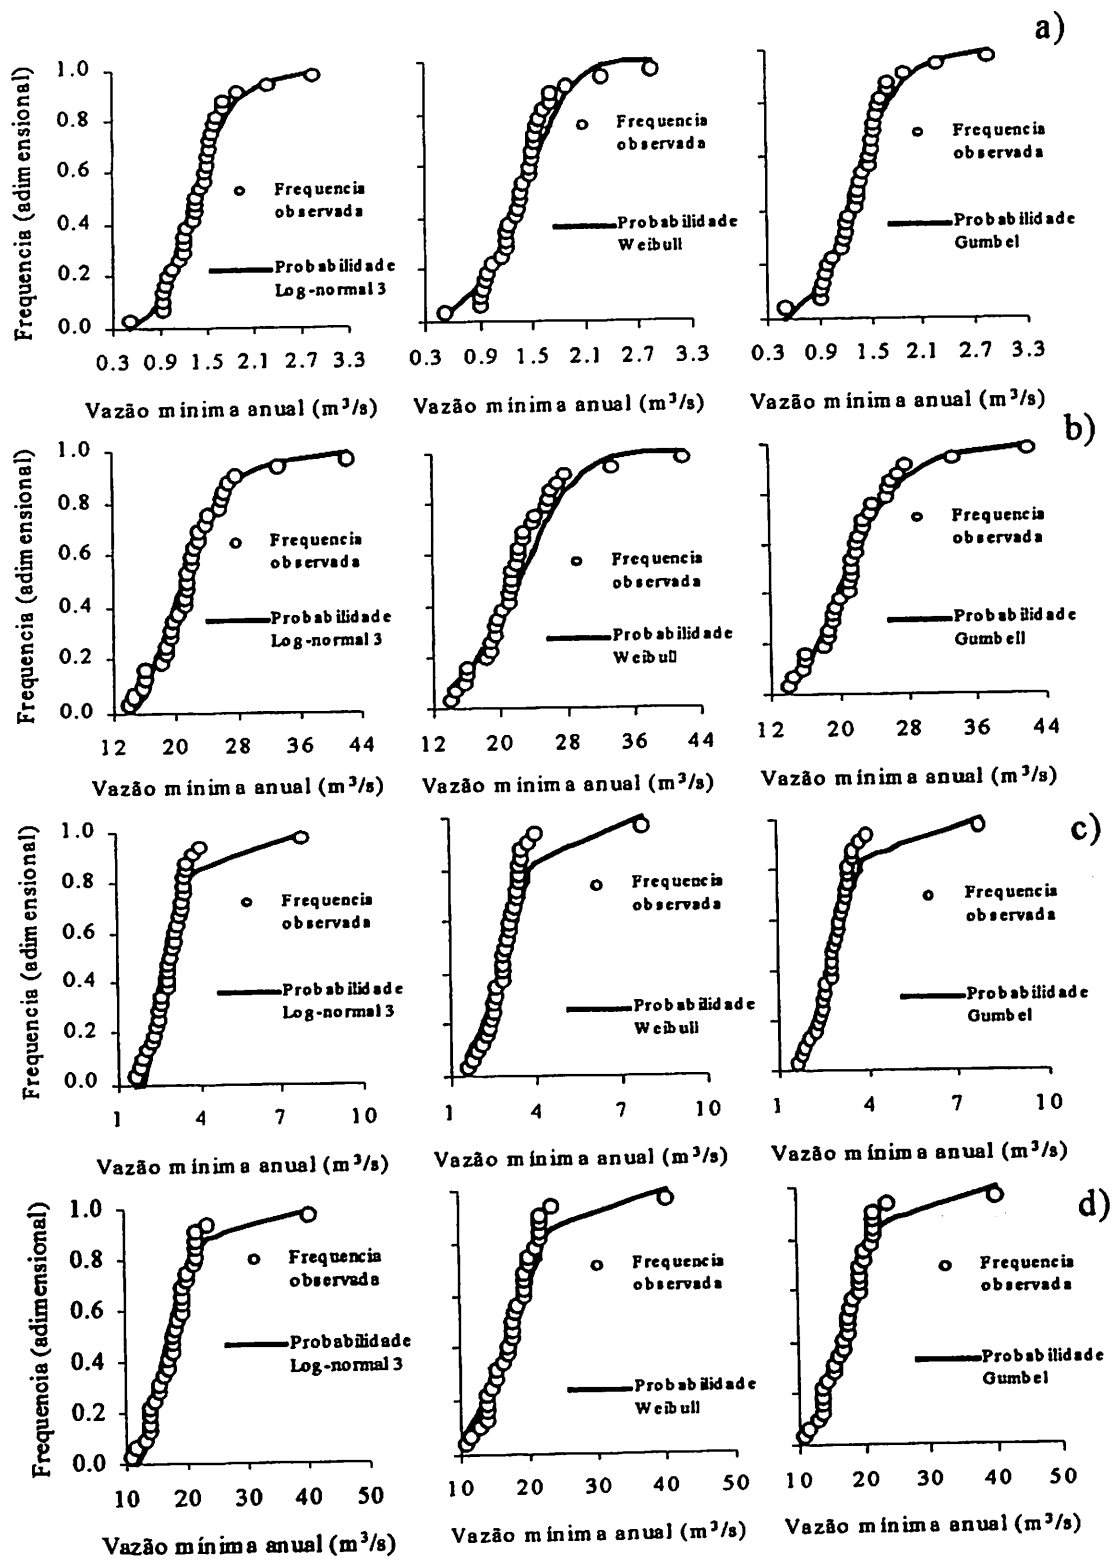 a)
Frequencia (adimensional)
1.0
0.8
0.6
0.4
0.2
0.0
Frequencia
observada
Probabilidade
Log-normal 3
0.3 0.9 1.5 2.1 2.7 3.3
Vazão mínima anual (m³/s)
Frequencia
observada
Probabilidade
Weibull
0.3 0.9 1.5 2.1 2.7 3.3
Vazão mínima anual (m³/s)
Frequencia
observada
Probabilidade
Gumbel
0.3 0.9 1.5 2.1 2.7 3.3
Vazão mínima anual (m³/s)
b)
Frequencia (adimensional)
1.0
0.8
0.6
0.4
0.2
0.0
Frequencia
observada
Probabilidade
Log-normal 3
12 20 28 36 44
Vazão mínima anual (m³/s)
Frequencia
observada
Probabilidade
Weibull
12 20 28 36 44
Vazão mínima anual (m³/s)
Frequencia
observada
Probabilidade
Gumbell
12 20 28 36 44
Vazão mínima anual (m³/s)
c)
Frequencia (adimensional)
1.0
0.8
0.6
0.4
0.2
0.0
Frequencia
observada
Probabilidade
Log-normal 3
1 4 7 10
Vazão mínima anual (m³/s)
Frequencia
observada
Probabilidade
Weibull
1 4 7 10
Vazão mínima anual (m³/s)
Frequencia
observada
Probabilidade
Gumbel
1 4 7 10
Vazão mínima anual (m³/s)
d)
Frequencia (adimensional)
1.0
0.8
0.6
0.4
0.2
0.0
Frequencia
observada
Probabilidade
Log-normal 3
10 20 30 40 50
Vazão mínima anual (m³/s)
Frequencia
observada
Probabilidade
Weibull
10 20 30 40 50
Vazão mínima anual (m³/s)
Frequencia
observada
Probabilidade
Gumbel
10 20 30 40 50
Vazão mínima anual (m³/s)